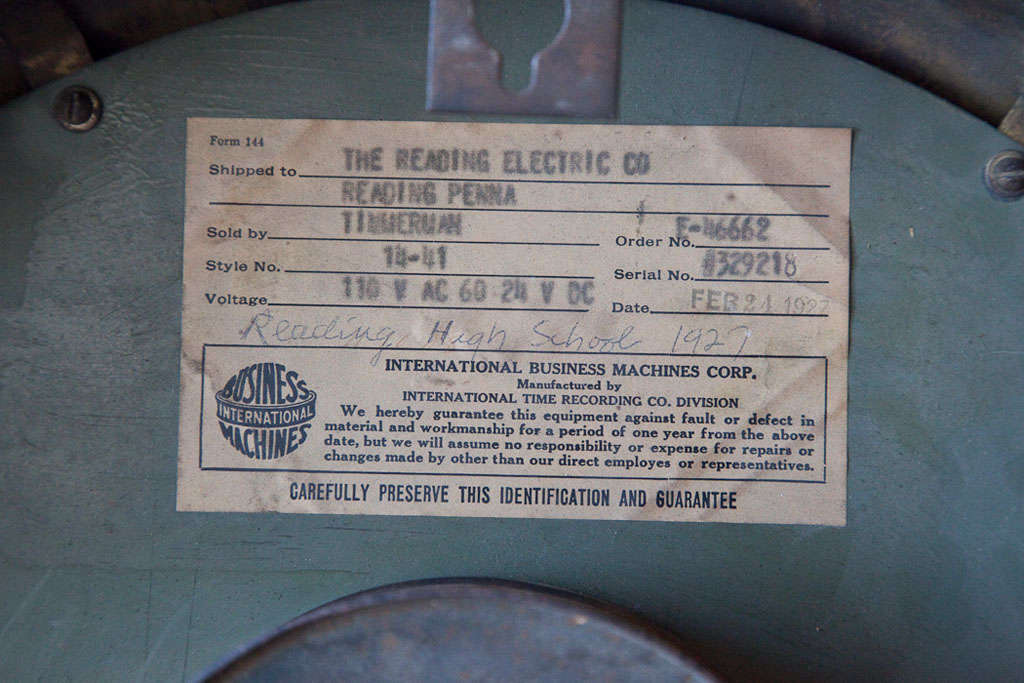 Form 144
Shipped to THE READING ELECTRIC CO
READING PENNA
Sold by TIMMERMAN
Order No. E-46662
Style No. 14-41
Serial No. #329218
Voltage 110 V AC 60-24 V DC
Date FEB 24 1927
Reading High School 1927
BUSINESS
INTERNATIONAL
MACHINES
INTERNATIONAL BUSINESS MACHINES CORP.
Manufactured by
INTERNATIONAL TIME RECORDING CO. DIVISION
We hereby guarantee this equipment against fault or defect in
material and workmanship for a period of one year from the above
date, but we will assume no responsibility or expense for repairs or
changes made by other than our direct employes or representatives.
CAREFULLY PRESERVE THIS IDENTIFICATION AND GUARANTEE